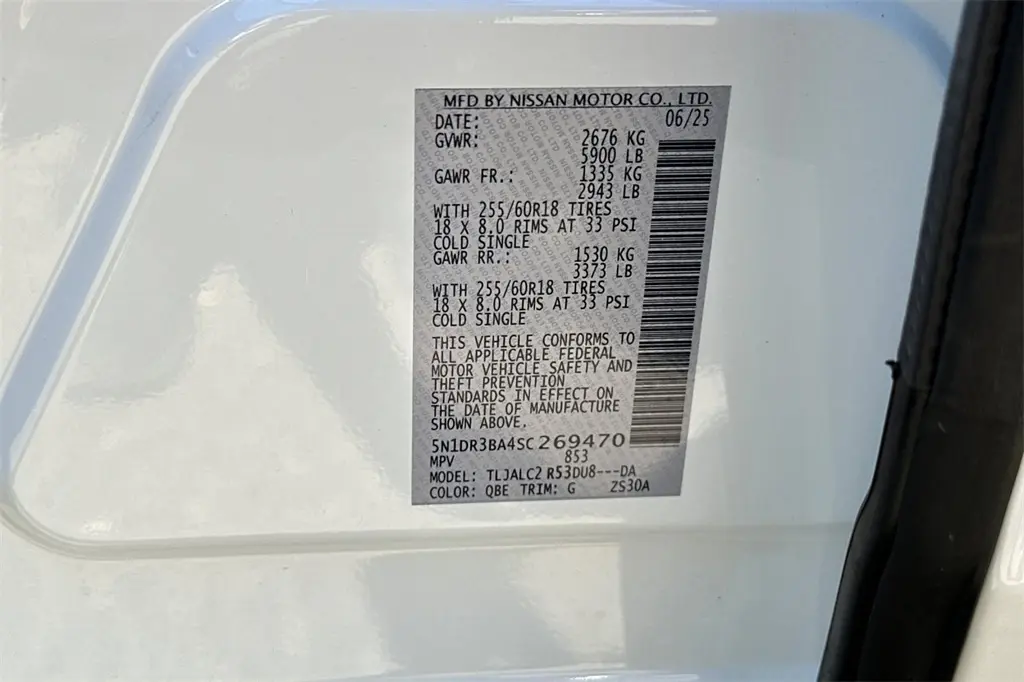 MFD BY NISSAN MOTOR CO., LTD.
DATE: 06/25
GVWR: 2676 KG
5900 LB
GAWR FR.: 1335 KG
2943 LB
WITH 255/60R18 TIRES
18 X 8.0 RIMS AT 33 PSI
COLD SINGLE
GAWR RR.: 1530 KG
3373 LB
WITH 255/60R18 TIRES
18 X 8.0 RIMS AT 33 PSI
COLD SINGLE
THIS VEHICLE CONFORMS TO
ALL APPLICABLE FEDERAL
MOTOR VEHICLE SAFETY AND
THEFT PREVENTION
STANDARDS IN EFFECT ON
THE DATE OF MANUFACTURE
SHOWN ABOVE.
5N1DR3BA4SC269470
MPV 853
MODEL: TLJALC2 R53DU8---DA
COLOR: QBE TRIM: G ZS30A